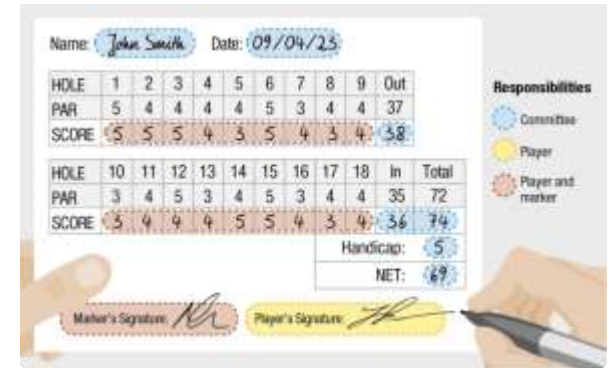 Name: John Smith Date: 09/04/23
HOLE 1 2 3 4 5 6 7 8 9 Out
PAR 5 4 4 4 4 5 3 4 4 37
SCORE 5 5 5 4 3 5 4 3 4 38
HOLE 10 11 12 13 14 15 16 17 18 In Total
PAR 3 4 5 3 4 5 3 4 4 35 72
SCORE 3 4 4 4 5 5 4 3 4 36 74
Handicap: 5
NET: 69
Marker's Signature: Player's Signature:
Responsibilities
Committee
Player
Player and
marker